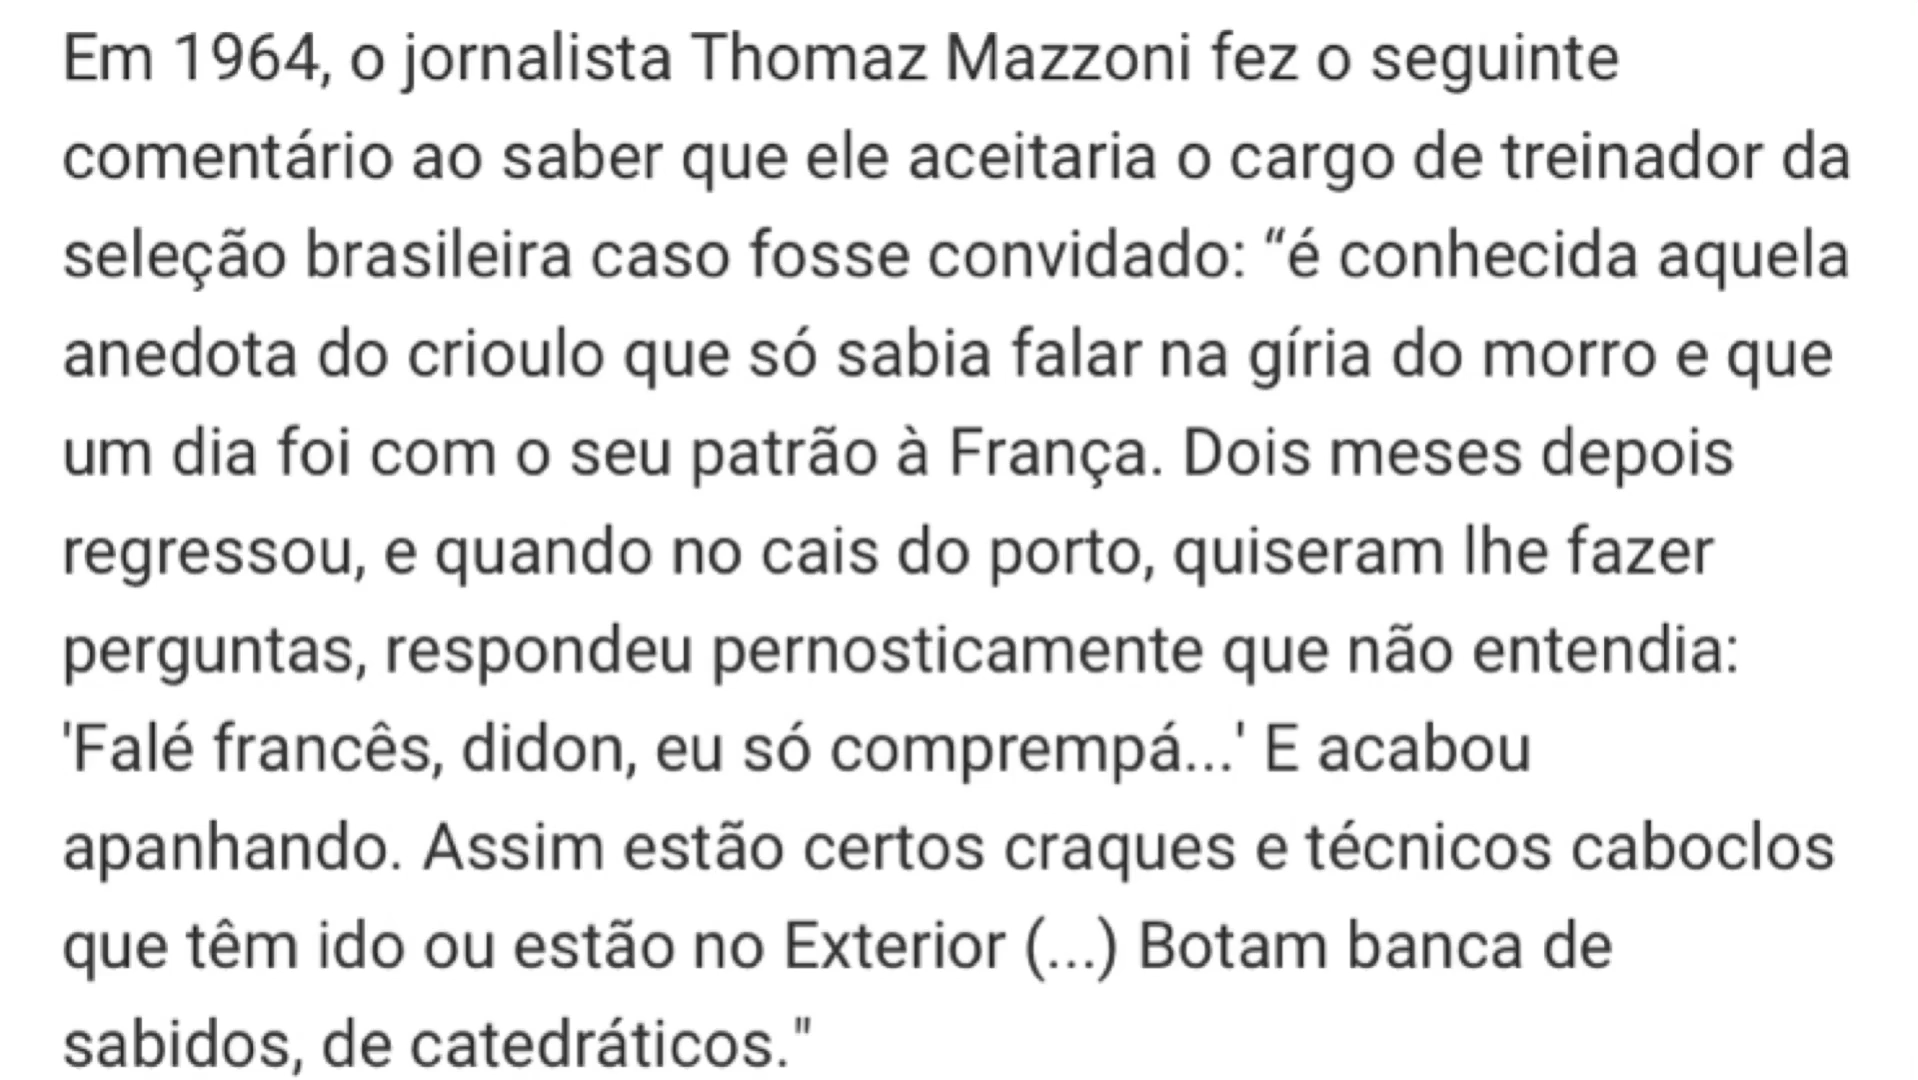 Em 1964, o jornalista Thomaz Mazzoni fez o seguinte
comentário ao saber que ele aceitaria o cargo de treinador da
seleção brasileira caso fosse convidado: “é conhecida aquela
anedota do crioulo que só sabia falar na gíria do morro e que
um dia foi com o seu patrão à França. Dois meses depois
regressou, e quando no cais do porto, quiseram lhe fazer
perguntas, respondeu pernosticamente que não entendia:
'Falé francês, didon, eu só comprempá...' E acabou
apanhando. Assim estão certos craques e técnicos caboclos
que têm ido ou estão no Exterior (...) Botam banca de
sabidos, de catedráticos."